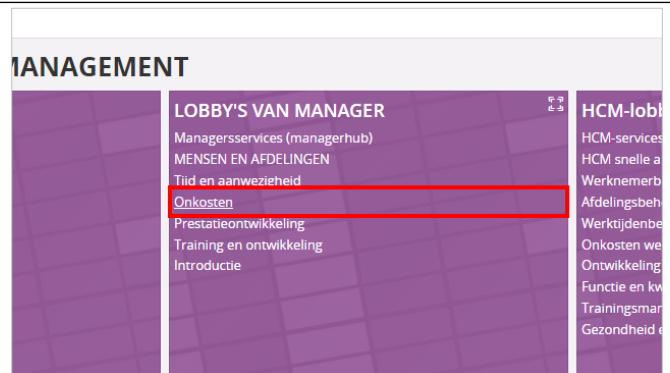 MANAGEMENT
LOBBY'S VAN MANAGER
Managersservices (managerhub)
MENSEN EN AFDELINGEN
Tijd en aanwezigheid
Onkosten
Prestatieontwikkeling
Training en ontwikkeling
Introductie
HCM-lobb
HCM-services
HCM snelle a
Werknemerb
Afdelingsbeh
Werktijdenbe
Onkosten we
Ontwikkeling
Functie en kw
Trainingsmar
Gezondheid e